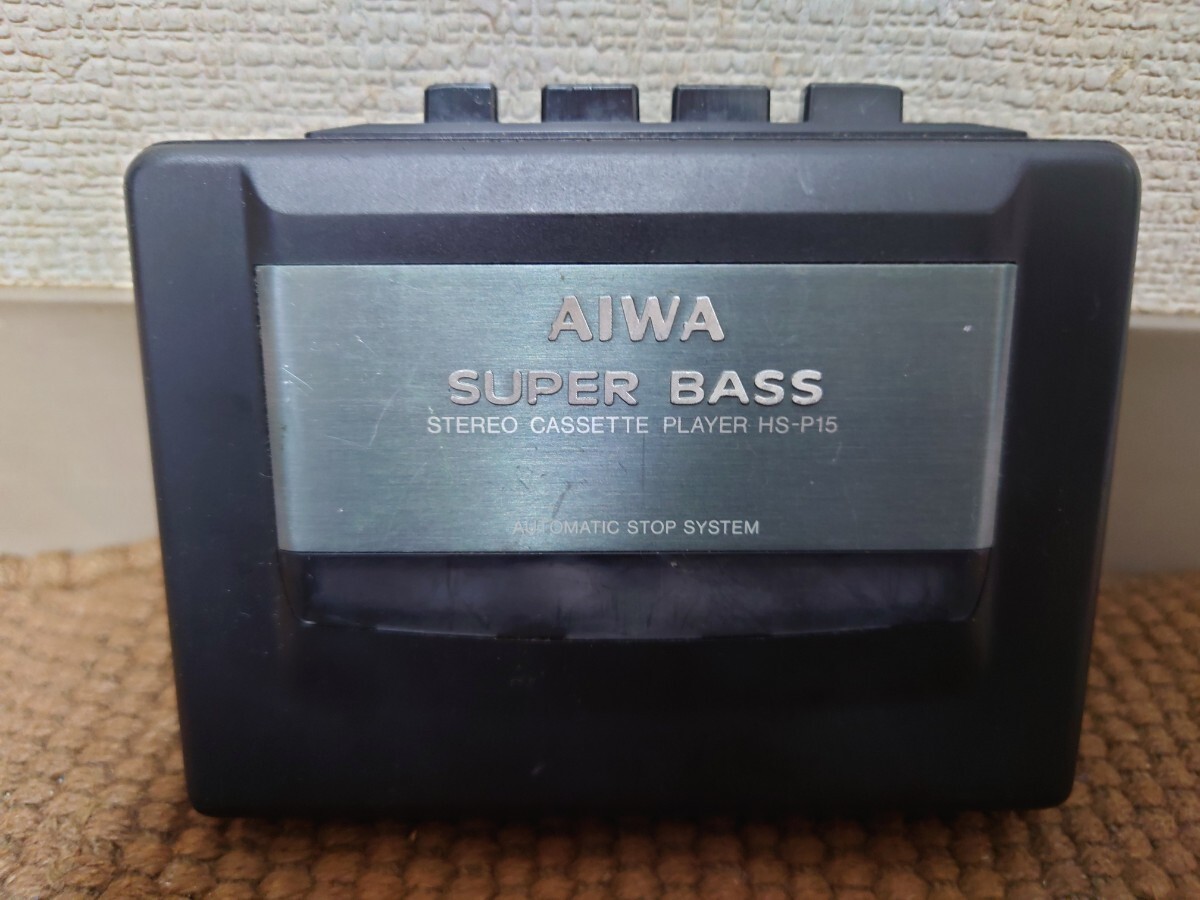 AIWA
SUPER BASS
STEREO CASSETTE PLAYER HS-P15
AUTOMATIC STOP SYSTEM